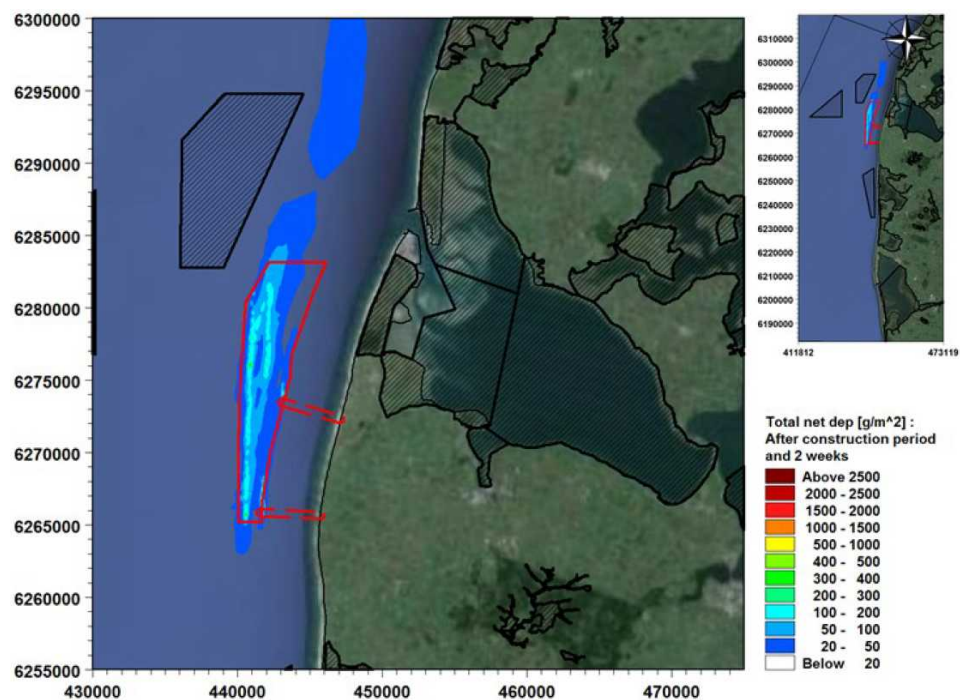 6300000
6295000
6290000
6285000
6280000
6275000
6270000
6265000
6260000
6255000
430000 440000 450000 460000 470000
6310000
6300000
6290000
6280000
6270000
6260000
6250000
6240000
6230000
6220000
6210000
6200000
6190000
411812 473119
Total net dep [g/m^2] :
After construction period
and 2 weeks
Above 2500
2000 - 2500
1500 - 2000
1000 - 1500
500 - 1000
400 - 500
300 - 400
200 - 300
100 - 200
50 - 100
20 - 50
Below 20